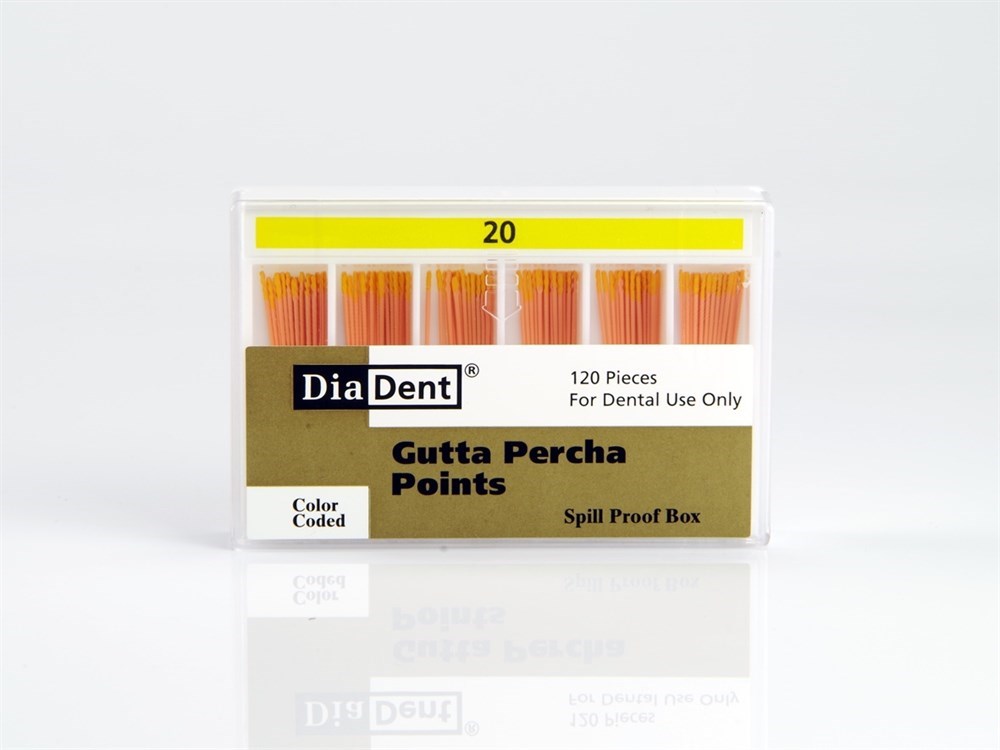 20
DiaDent®
120 Pieces
For Dental Use Only
Gutta Percha
Points
Color
Coded
Spill Proof Box